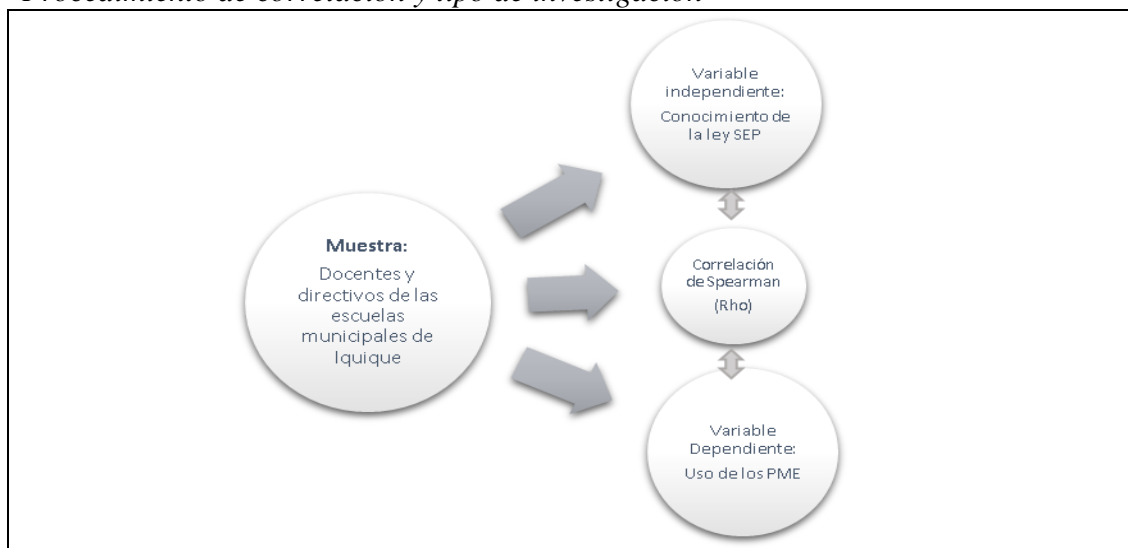 Procedimiento de correlación y tipo de investigación
Variable
independiente:
Conocimiento de
la ley SEP
Muestra:
Docentes y
directivos de las
escuelas
municipales de
Iquique
Correlación
de Spearman
(Rho)
Variable
Dependiente:
Uso de los PME